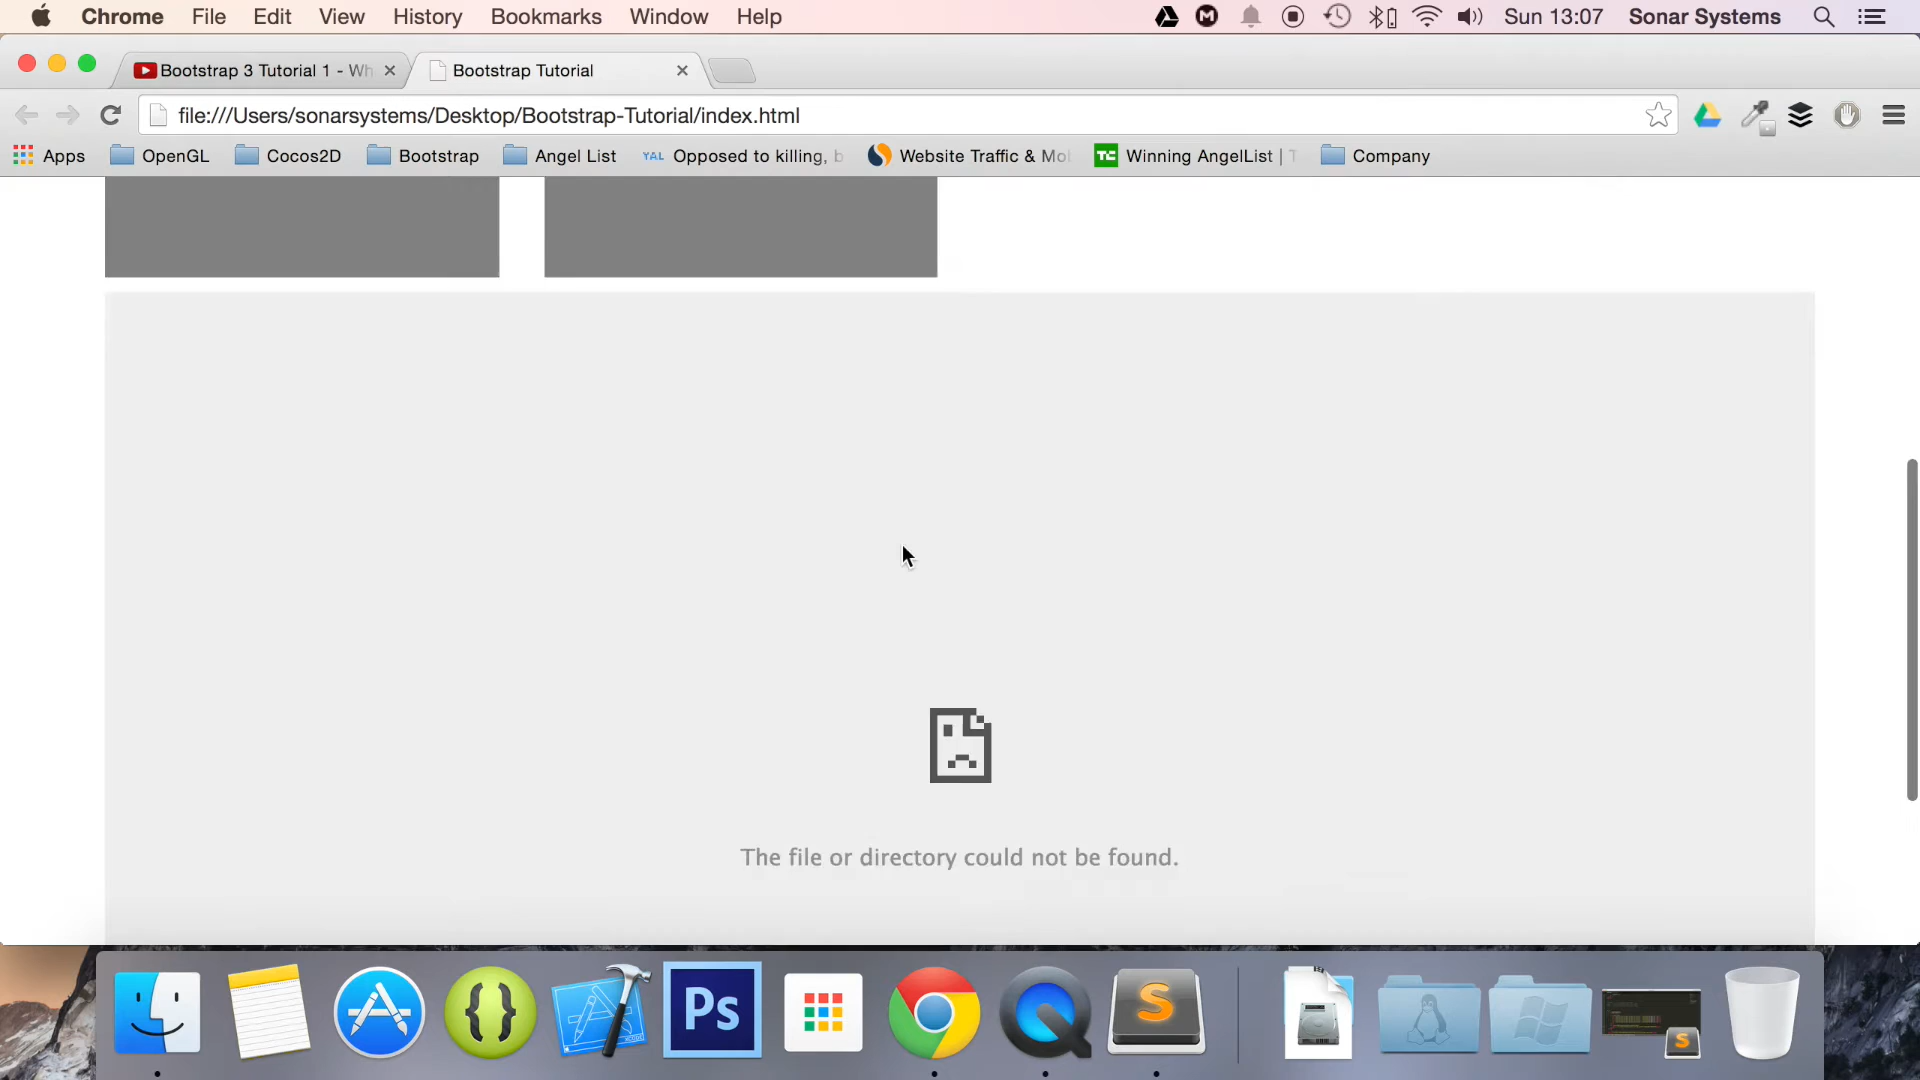 Chrome File Edit View History Bookmarks Window Help Sun 13:07 Sonar Systems
Bootstrap 3 Tutorial 1 - Wh Bootstrap Tutorial
file:///Users/sonarsystems/Desktop/Bootstrap-Tutorial/index.html
Apps OpenGL Cocos2D Bootstrap Angel List YAL Opposed to killing, b Website Traffic & Mo TC Winning AngelList | T Company
The file or directory could not be found.
Ps S
S